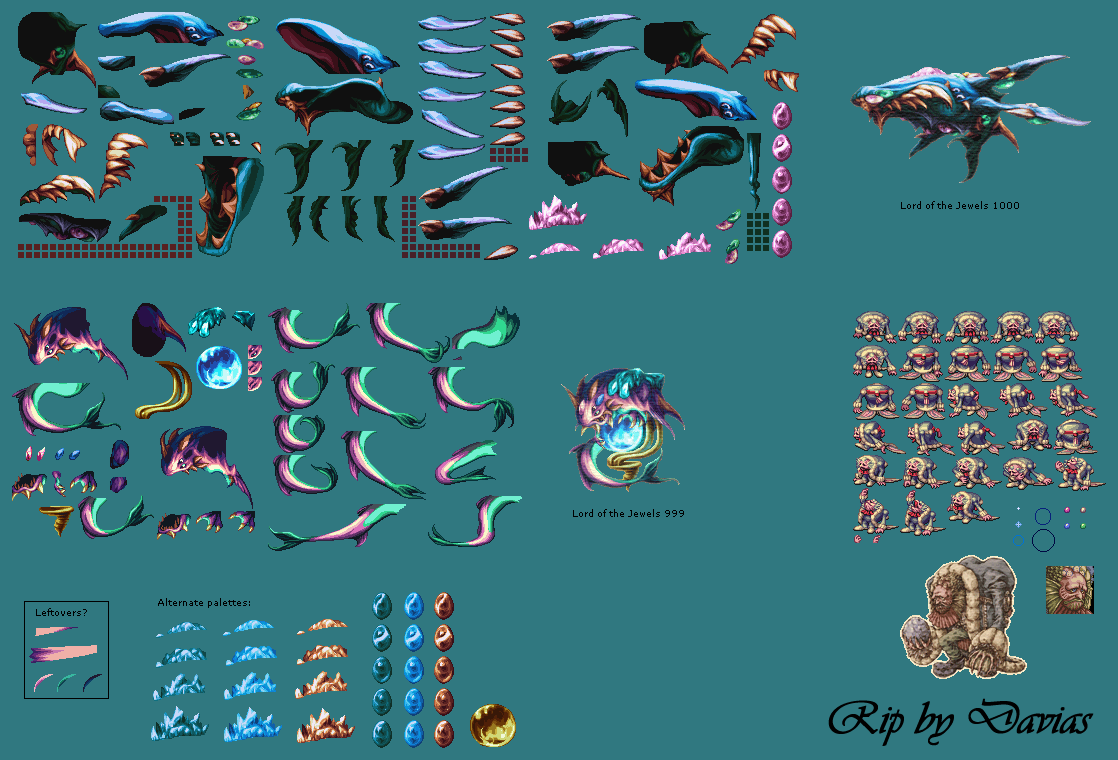 Lord of the Jewels 1000
Lord of the Jewels 999
Leftovers?
Alternate palettes:
Rip by Davias